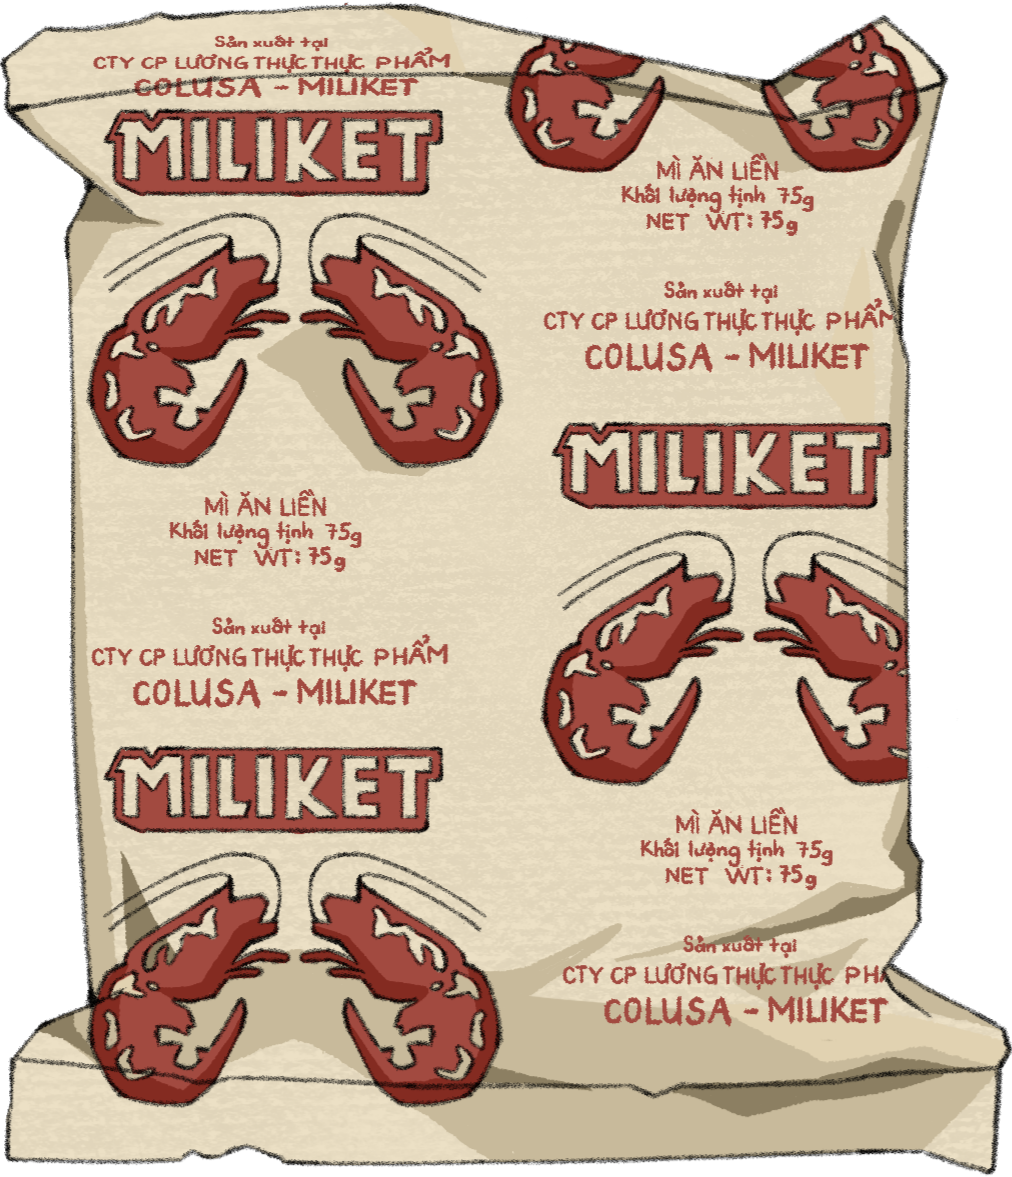 Sản xuất tại
CTY CP LƯƠNG THỰC THỰC PHẨM
COLUSA - MILIKET
MILIKET
MÌ ĂN LIỀN
Khối lượng tịnh 75g
NET WT: 75g
Sản xuất tại
CTY CP LƯƠNG THỰC THỰC PHẨM
COLUSA - MILIKET
MILIKET
MÌ ĂN LIỀN
Khối lượng tịnh 75g
NET WT: 75g
Sản xuất tại
CTY CP LƯƠNG THỰC THỰC PHẨM
COLUSA - MILIKET
MILIKET
MÌ ĂN LIỀN
Khối lượng tịnh 75g
NET WT: 75g
Sản xuất tại
CTY CP LƯƠNG THỰC THỰC PH
COLUSA - MILIKET